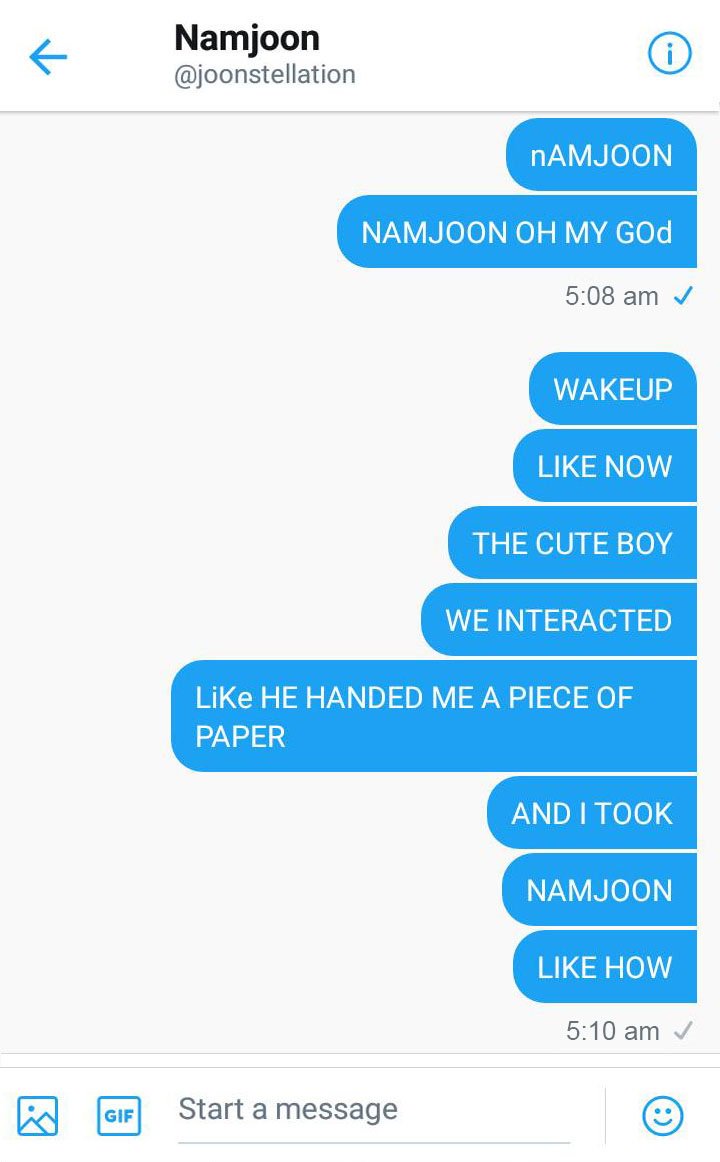 Namjoon
@joonstellation
nAMJOON
NAMJOON OH MY GOd
5:08 am
WAKEUP
LIKE NOW
THE CUTE BOY
WE INTERACTED
LiKe HE HANDED ME A PIECE OF
PAPER
AND I TOOK
NAMJOON
LIKE HOW
5:10 am
GIF
Start a message